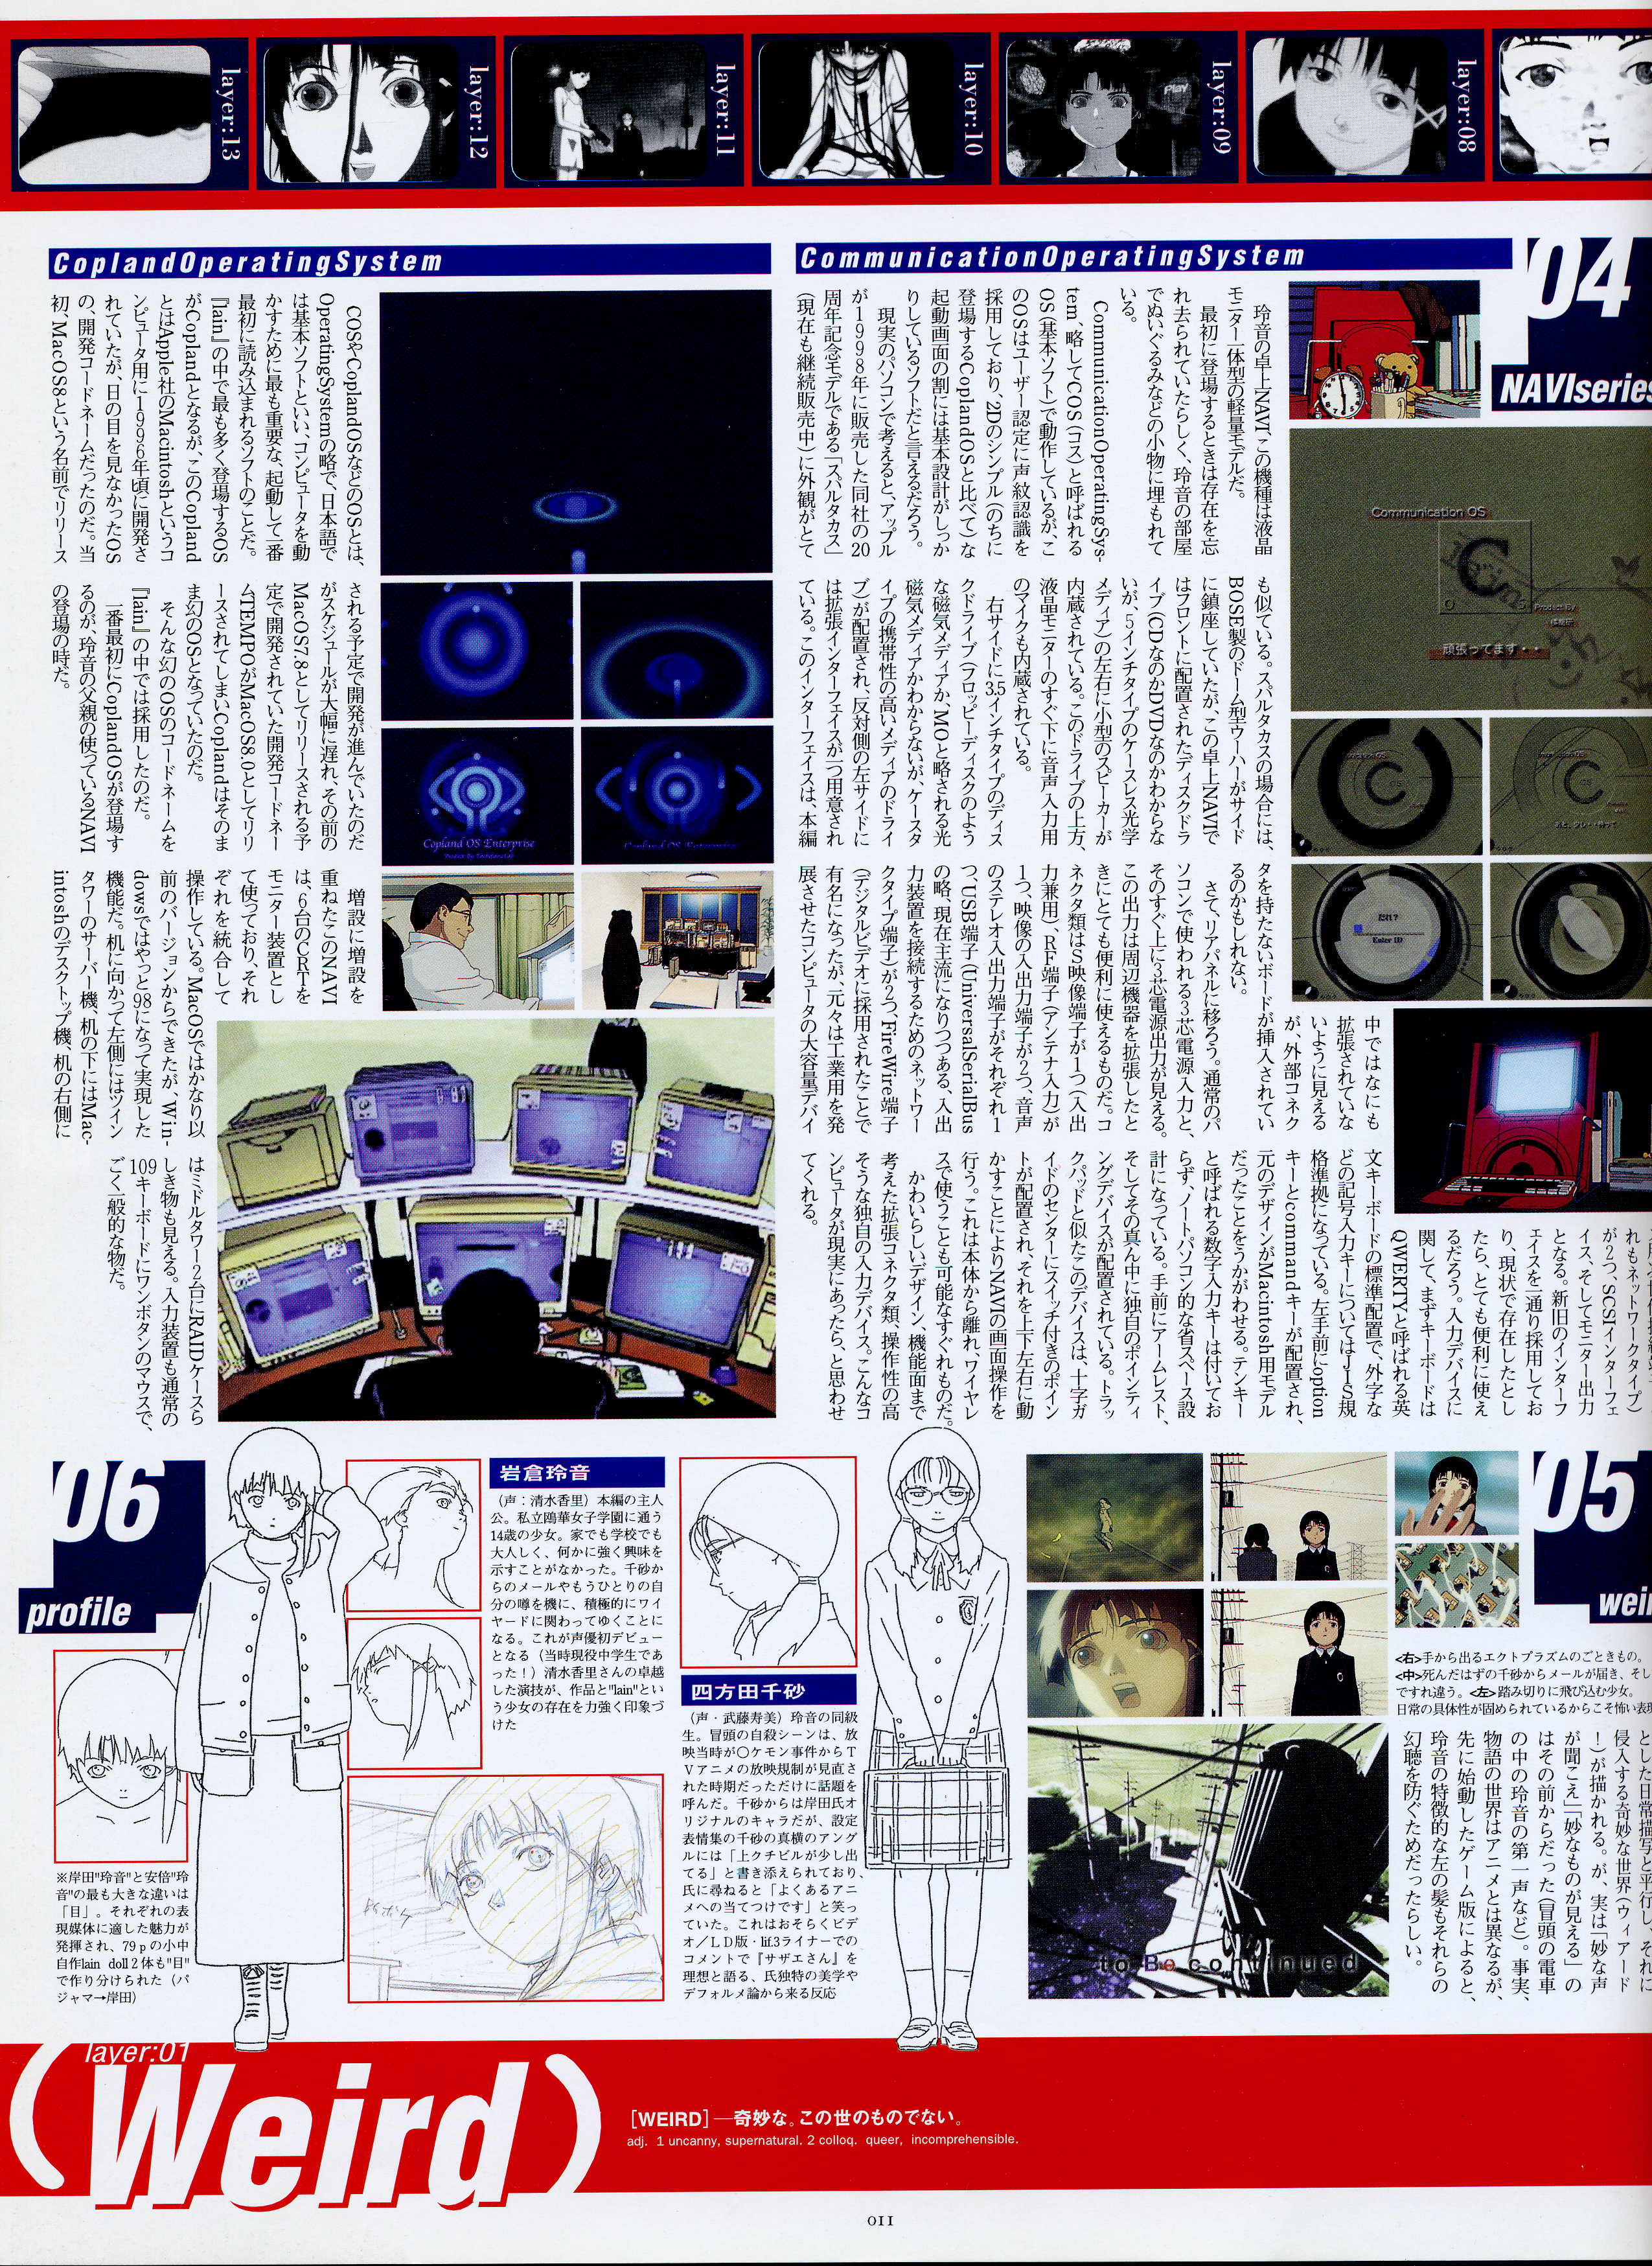 layer:08
layer:09
Play
layer:10
layer:11
layer:12
layer:13
04
NAVIseries
CommunicationOperatingSystem
玲音の卓上NAVI、この機種は液晶
モニター一体型の軽量モデルだ。
最初に登場するときは存在を忘
れ去られていたらしく、玲音の部屋
でぬいぐるみなどの小物に埋もれて
いる。
CommunicationOperatingSys-
tem、略してCOS(コス)と呼ばれる
OS(基本ソフト)で動作しているが、こ
のOSはユーザー認定に声紋認識を
採用しており、2Dのシンプル(のちに
登場するCoplandOSと比べて)な
起動画面の割には基本設計がしっか
りしているソフトだと言えるだろう。
現実のパソコンで考えると、アップル
が1998年に販売した同社の20
周年記念モデルである「スパルタカス」
(現在も継続販売中)に外観がとて
も似ている。スパルタカスの場合には、
BOSE製のドーム型ウーハーがサイド
に鎮座していたが、この卓上NAVIで
はフロントに配置されたディスクドラ
イブ(CDなのかDVDなのかわからな
いが、5インチタイプのケースレス光学
メディア)の左右に小型のスピーカーが
内蔵されている。このドライブの上方、
液晶モニターのすぐ下に音声入力用
のマイクも内蔵されている。
右サイドに3.5インチタイプのディス
クドライブ(フロッピーディスクのよう
な磁気メディアか、MOと略される光
磁気メディアかわからないが、ケースタ
イプの携帯性の高いメディアのドライ
ブ)が配置され、反対側の左サイドに
は拡張インターフェイスが一つ用意され
ている。このインターフェイスは、本編
中ではなにも
拡張されていな
いように見える
が、外部コネク
タを持たないボードが挿入されてい
るのかもしれない。
さて、リアパネルに移ろう。通常のパ
ソコンで使われる3芯電源入力と、
そのすぐ上に3芯電源出力が見える。
この出力は周辺機器を拡張したと
きにとても便利に使えるものだ。コ
ネクタ類はS映像端子が1つ(入出
力兼用)、RF端子(アンテナ入力)が
1つ、映像の入出力端子が2つ、音声
のステレオ入出力端子がそれぞれ1
つ、USB端子(UniversalSerialBus
の略、現在主流になりつつある、入出
力装置を接続するためのネットワー
クタイプ端子)が2つ、FireWire端子
(デジタルビデオに採用されたことで
有名になったが、元々は工業用を発
展させたコンピュータの大容量デバイ
れもネットワークタイプ)
が2つ、SCSIインターフェ
イス、そしてモニター出力
となる。新旧のインターフ
ェイスを一通り採用してお
り、現状で存在したとし
たら、とても便利に使え
るだろう。入力デバイスに
関して、まずキーボードは
QWERTYと呼ばれる英
文キーボードの標準配置で、外字な
どの記号入力キーについてはJIS規
格準拠になっている。左手前にoption
キーとcommandキーが配置され、
元のデザインがMacintosh用モデル
だったことをうかがわせる。テンキー
と呼ばれる数字入力キーは付いてお
らず、ノートパソコン的な省スペース設
計になっている。手前にアームレスト、
そしてその真ん中に独自のポインティ
ングデバイスが配置されている。トラッ
クパッドと似たこのデバイスは、十字ガ
イドのセンターにスイッチ付きのポイン
トが配置され、それを上下左右に動
かすことによりNAVIの画面操作を
行う。これは本体から離れ、ワイヤレ
スで使うことも可能なすぐれものだ。
かわいらしいデザイン、機能面まで
考えた拡張コネクタ類、操作性の高
そうな独自の入力デバイス。こんなコ
ンピュータが現実にあったら、と思わせ
てくれる。
Communication OS
C
O S
Product By
頑張ってます・・
だれ？
Enter ID
CoplandOperatingSystem
COSやCoplandOSなどのOSとは、
OperatingSystemの略で、日本語で
は基本ソフトといい、コンピュータを動
かすために最も重要な、起動して一番
最初に読み込まれるソフトのことだ。
『lain』の中で最も多く登場するOS
がCoplandとなるが、このCopland
とはApple社のMacintoshというコ
ンピュータ用に1996年頃に開発さ
れていたが、日の目を見なかったOS
の、開発コードネームだったのだ。当
初、MacOS8という名前でリリース
される予定で開発が進んでいたのだ
がスケジュールが大幅に遅れ、その前の
MacOS7.8としてリリースされる予
定で開発されていた開発コードネー
ムTEMPOがMacOS8.0としてリリ
ースされてしまいCoplandはそのま
ま幻のOSとなっていたのだ。
そんな幻のOSのコードネームを
『lain』の中では採用したのだ。
一番最初にCoplandOSが登場す
るのが、玲音の父親の使っているNAVI
の登場の時だ。
増設に増設を
重ねたこのNAVI
は、6台のCRTを
モニター装置とし
て使っており、それ
ぞれを統合して
操作している。MacOSではかなり以
前のバージョンからできたが、Win-
dowsではやっと98になって実現した
機能だ。机に向かって左側にはツイン
タワーのサーバー機、机の下にはMac-
intoshのデスクトップ機、机の右側に
はミドルタワー2台にRAIDケースら
しき物も見える。入力装置も通常の
109キーボードにワンボタンのマウスで、
ごく一般的な物だ。
Copland OS Enterprise
05
weir
<右>手から出るエクトプラズムのごときもの。
<中>死んだはずの千砂からメールが届き、そし
ですれ違う。<左>踏み切りに飛び込む少女。
日常の具体性が固められているからこそ怖い表現
とした日常描写と平行し、それに
侵入する奇妙な世界(ウィアード
!)が描かれる。が、実は「妙な声
が聞こえ」「妙なものが見える」の
はその前からだった(冒頭の電車
の中の玲音の第一声など)。事実、
物語の世界はアニメとは異なるが、
先に始動したゲーム版によると、
玲音の特徴的な左の髪もそれらの
幻聴を防ぐためだったらしい。
to Be continued
06
profile
岩倉玲音
（声：清水香里）本編の主人
公。私立鴎華女子学園に通う
14歳の少女。家でも学校でも
大人しく、何かに強く興味を
示すことがなかった。千砂か
らのメールやもうひとりの自
分の噂を機に、積極的にワイ
ヤードに関わってゆくことに
なる。これが声優初デビュー
となる（当時現役中学生であ
った！）清水香里さんの卓越
した演技が、作品と"lain"とい
う少女の存在を力強く印象づ
けた
四方田千砂
（声・武藤寿美）玲音の同級
生。冒頭の自殺シーンは、放
映当時が〇ケモン事件からT
Vアニメの放映規制が見直さ
れた時期だっただけに話題を
呼んだ。千砂からは岸田氏オ
リジナルのキャラだが、設定
表情集の千砂の真横のアング
ルには「上クチビルが少し出
てる」と書き添えられており、
氏に尋ねると「よくあるアニ
メへの当てつけです」と笑っ
ていた。これはおそらくビデ
オ／LD版・lif.3ライナーでの
コメントで『サザエさん』を
理想と語る、氏独特の美学や
デフォルメ論から来る反応
※岸田"玲音"と安倍"玲
音"の最も大きな違いは
「目」。それぞれの表
現媒体に適した魅力が
発揮され、79pの小中
自作lain doll 2体も"目"
で作り分けられた（パ
ジャマ→岸田）
layer:01
(Weird)
［WEIRD］—奇妙な。この世のものでない。
adj. 1 uncanny, supernatural. 2 colloq. queer, incomprehensible.
011